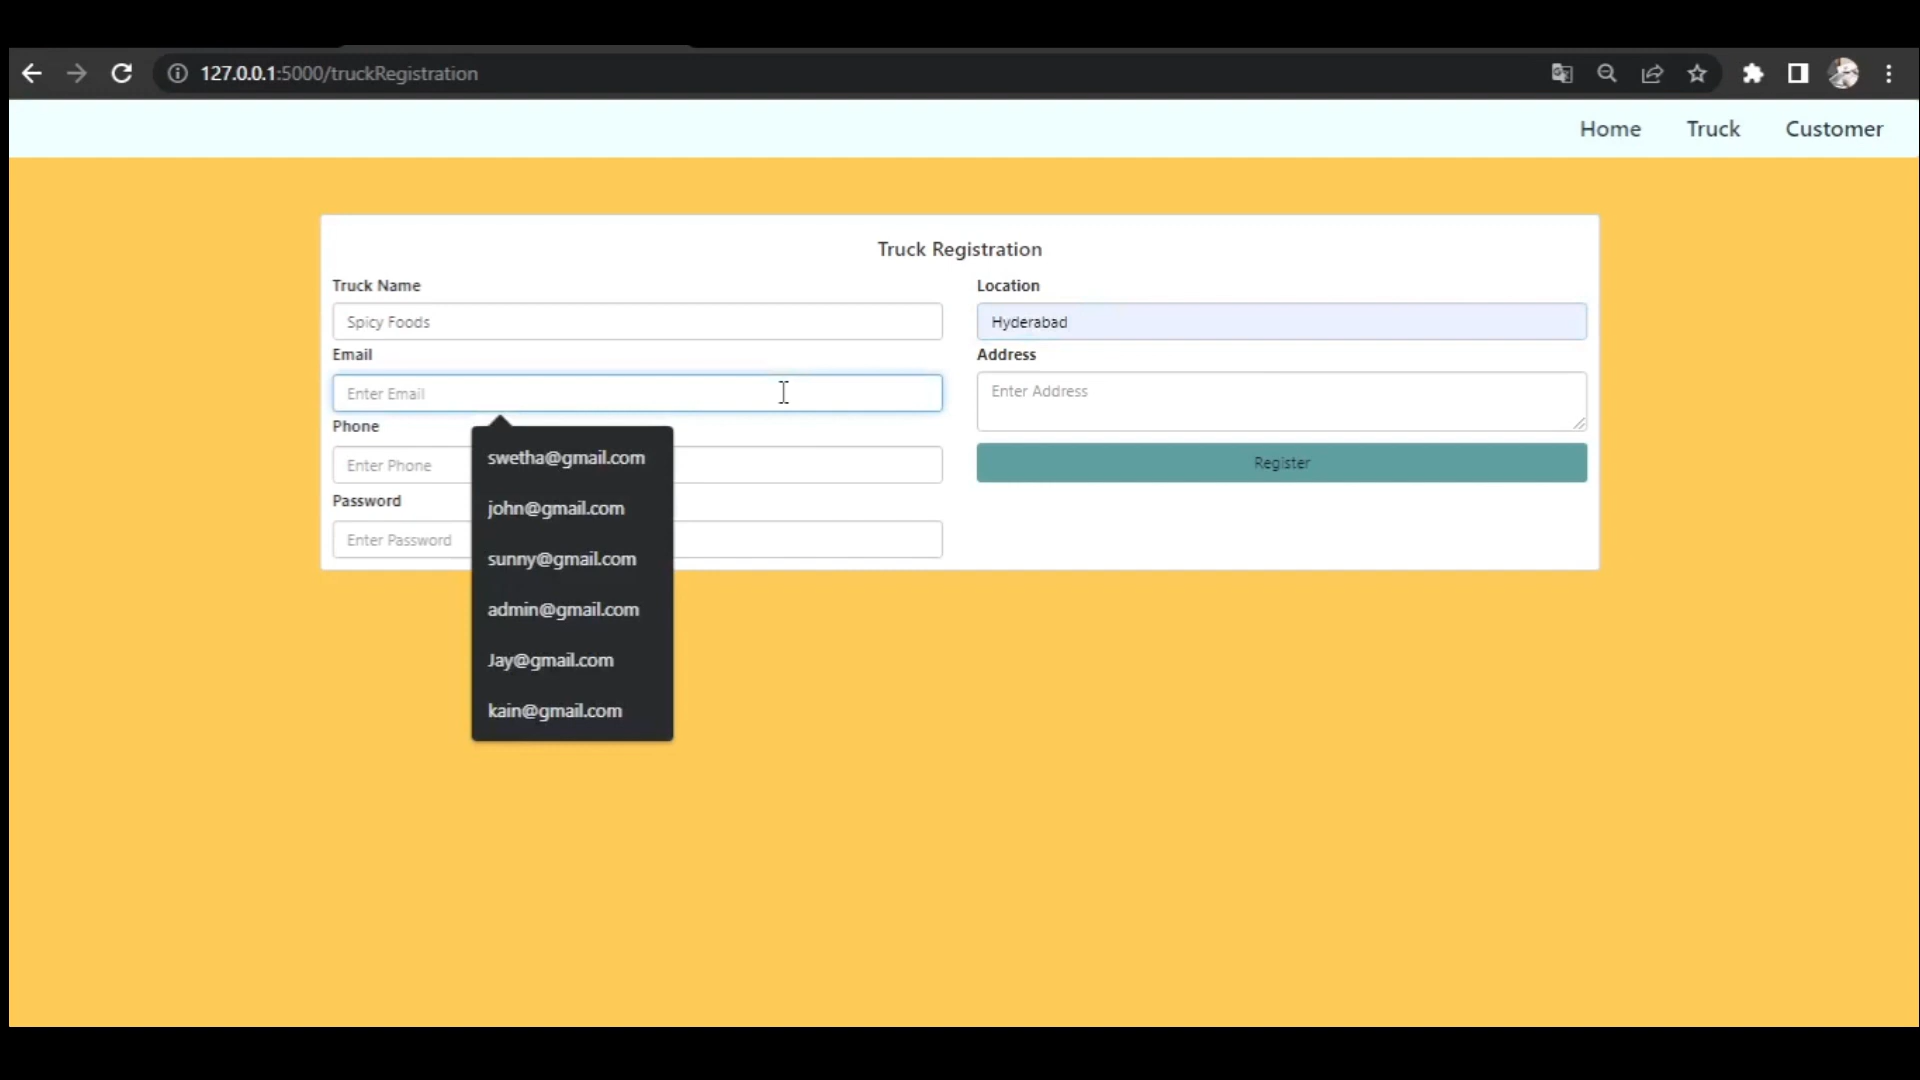 127.0.0.1:5000/truckRegistration
Home Truck Customer
Truck Registration
Truck Name
Spicy Foods
Email
Enter Email
Phone
Enter Phone
Password
Enter Password
swetha@gmail.com
john@gmail.com
sunny@gmail.com
admin@gmail.com
Jay@gmail.com
kain@gmail.com
Location
Hyderabad
Address
Enter Address
Register